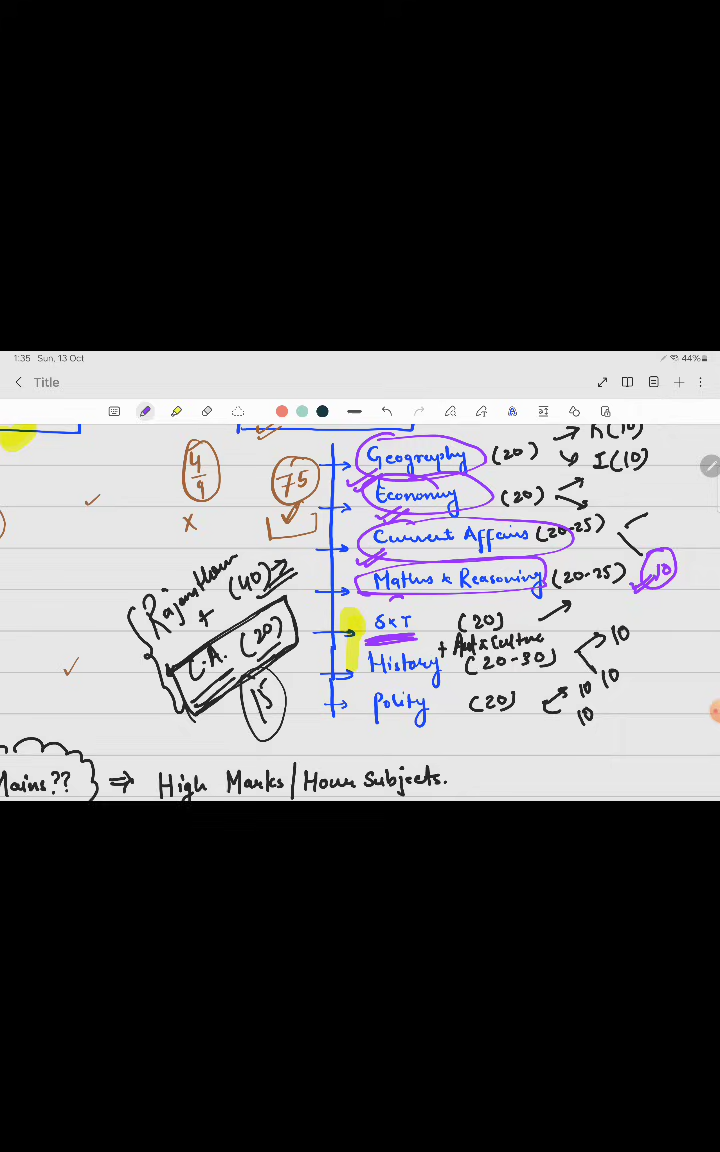 1:35 Sun, 13 Oct
44%
Title
R(10)
Geography (20)
I(10)
4/9
75
Economy (20)
x
Current Affairs (20-25)
Maths & Reasoning (20-25)
10
Rajasthan (40)
+
C.A. (20)
15
S&T (20)
+ Art & Culture
History (20-30)
10
10
Polity (20)
10
10
Mains?? ⇒ High Marks/Hour Subjects.